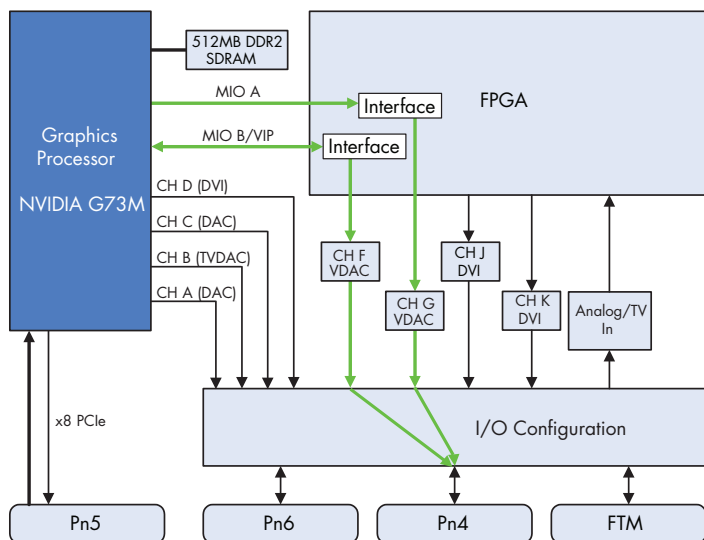 512MB DDR2
SDRAM
MIO A
Interface
FPGA
Graphics
Processor
NVIDIA G73M
MIO B/VIP
Interface
CH D (DVI)
CH C (DAC)
CH B (TVDAC)
CH A (DAC)
CH F
VDAC
CH J
DVI
CH G
VDAC
CH K
DVI
Analog/TV
In
x8 PCIe
I/O Configuration
Pn5
Pn6
Pn4
FTM